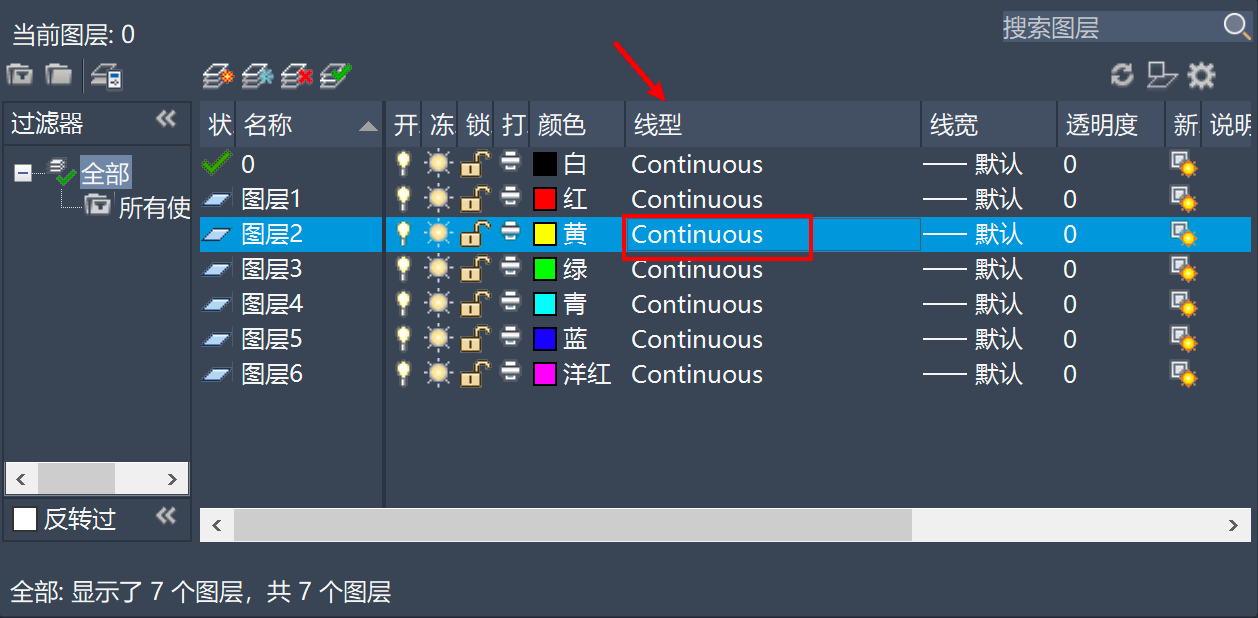 当前图层: 0
搜索图层
过滤器
全部
所有使
反转过
状 名称 开 冻 锁 打 颜色 线型 线宽 透明度 新 说明
0 白 Continuous 默认 0
图层1 红 Continuous 默认 0
图层2 黄 Continuous 默认 0
图层3 绿 Continuous 默认 0
图层4 青 Continuous 默认 0
图层5 蓝 Continuous 默认 0
图层6 洋红 Continuous 默认 0
全部: 显示了 7 个图层，共 7 个图层